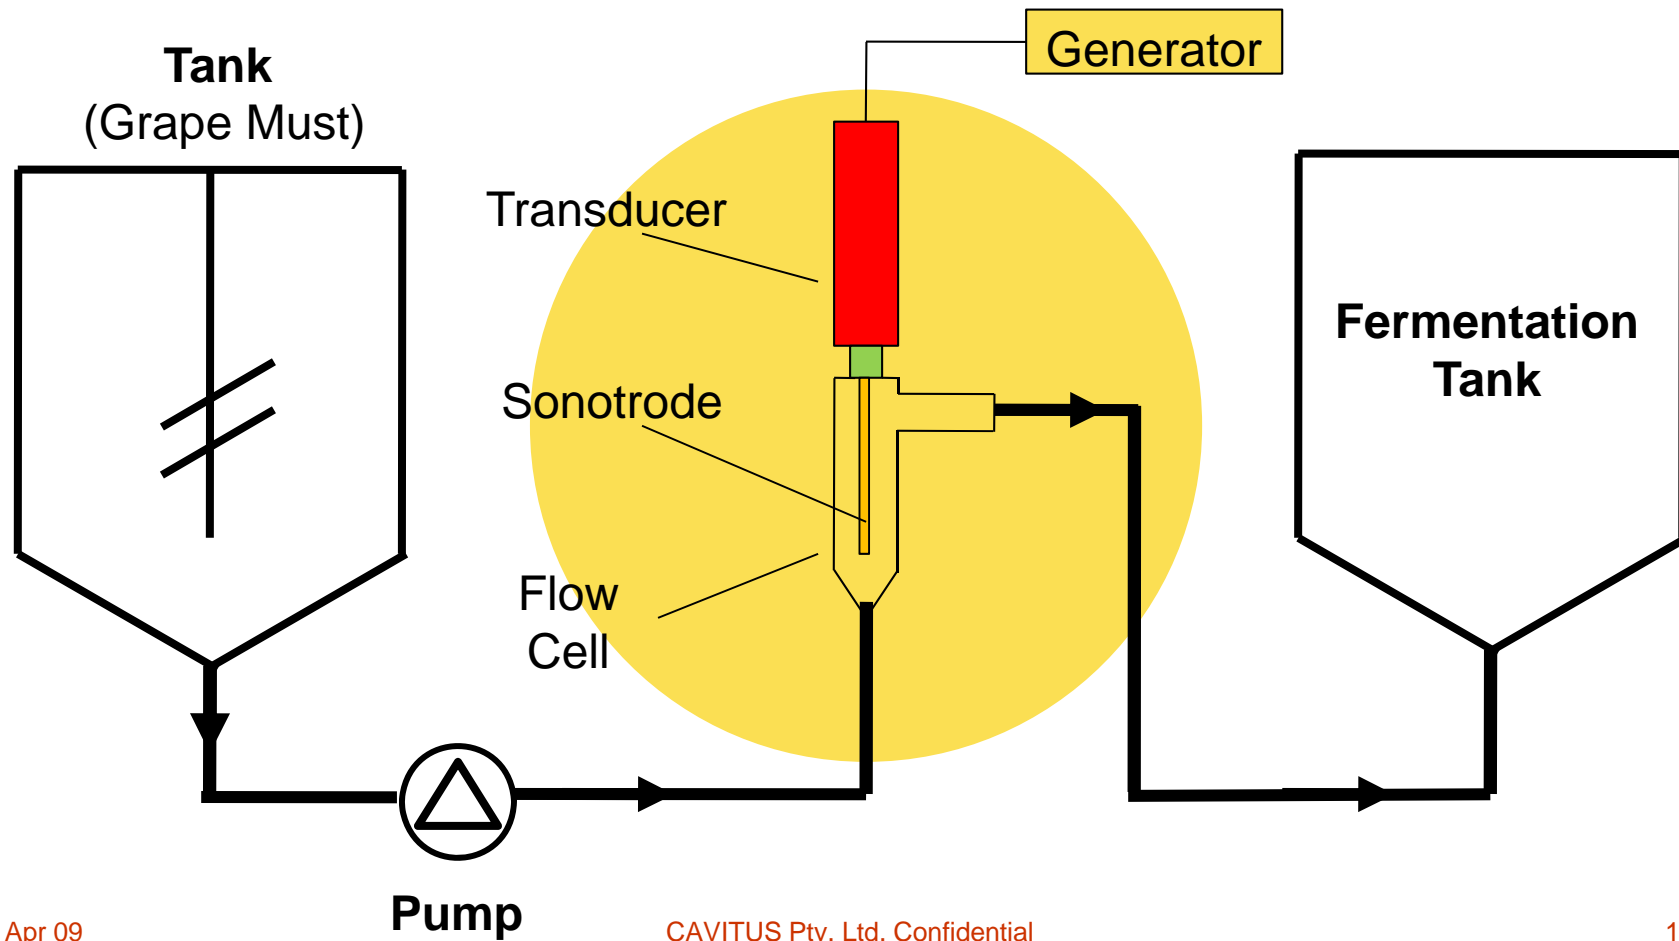 Generator
Tank
(Grape Must)
Transducer
Fermentation
Tank
Sonotrode
Flow
Cell
Pump
Apr 09
CAVITUS Pty. Ltd. Confidential
1